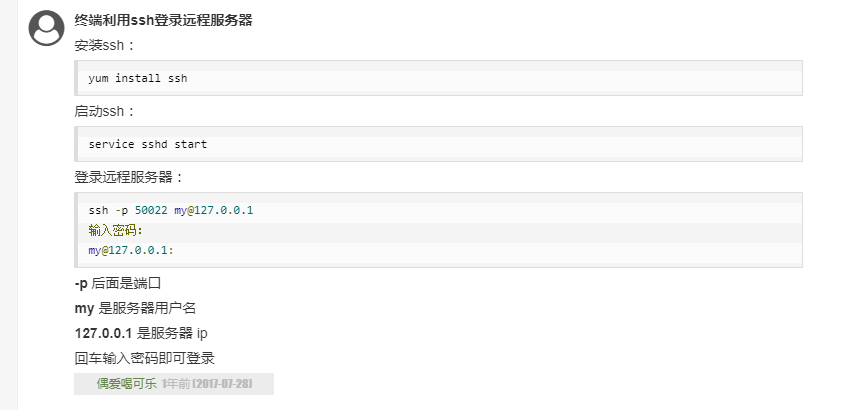 终端利用ssh登录远程服务器
安装ssh：
yum install ssh
启动ssh：
service sshd start
登录远程服务器：
ssh -p 50022 my@127.0.0.1
输入密码：
my@127.0.0.1:
-p 后面是端口
my 是服务器用户名
127.0.0.1 是服务器 ip
回车输入密码即可登录
偶爱喝可乐 1年前 (2017-07-28)